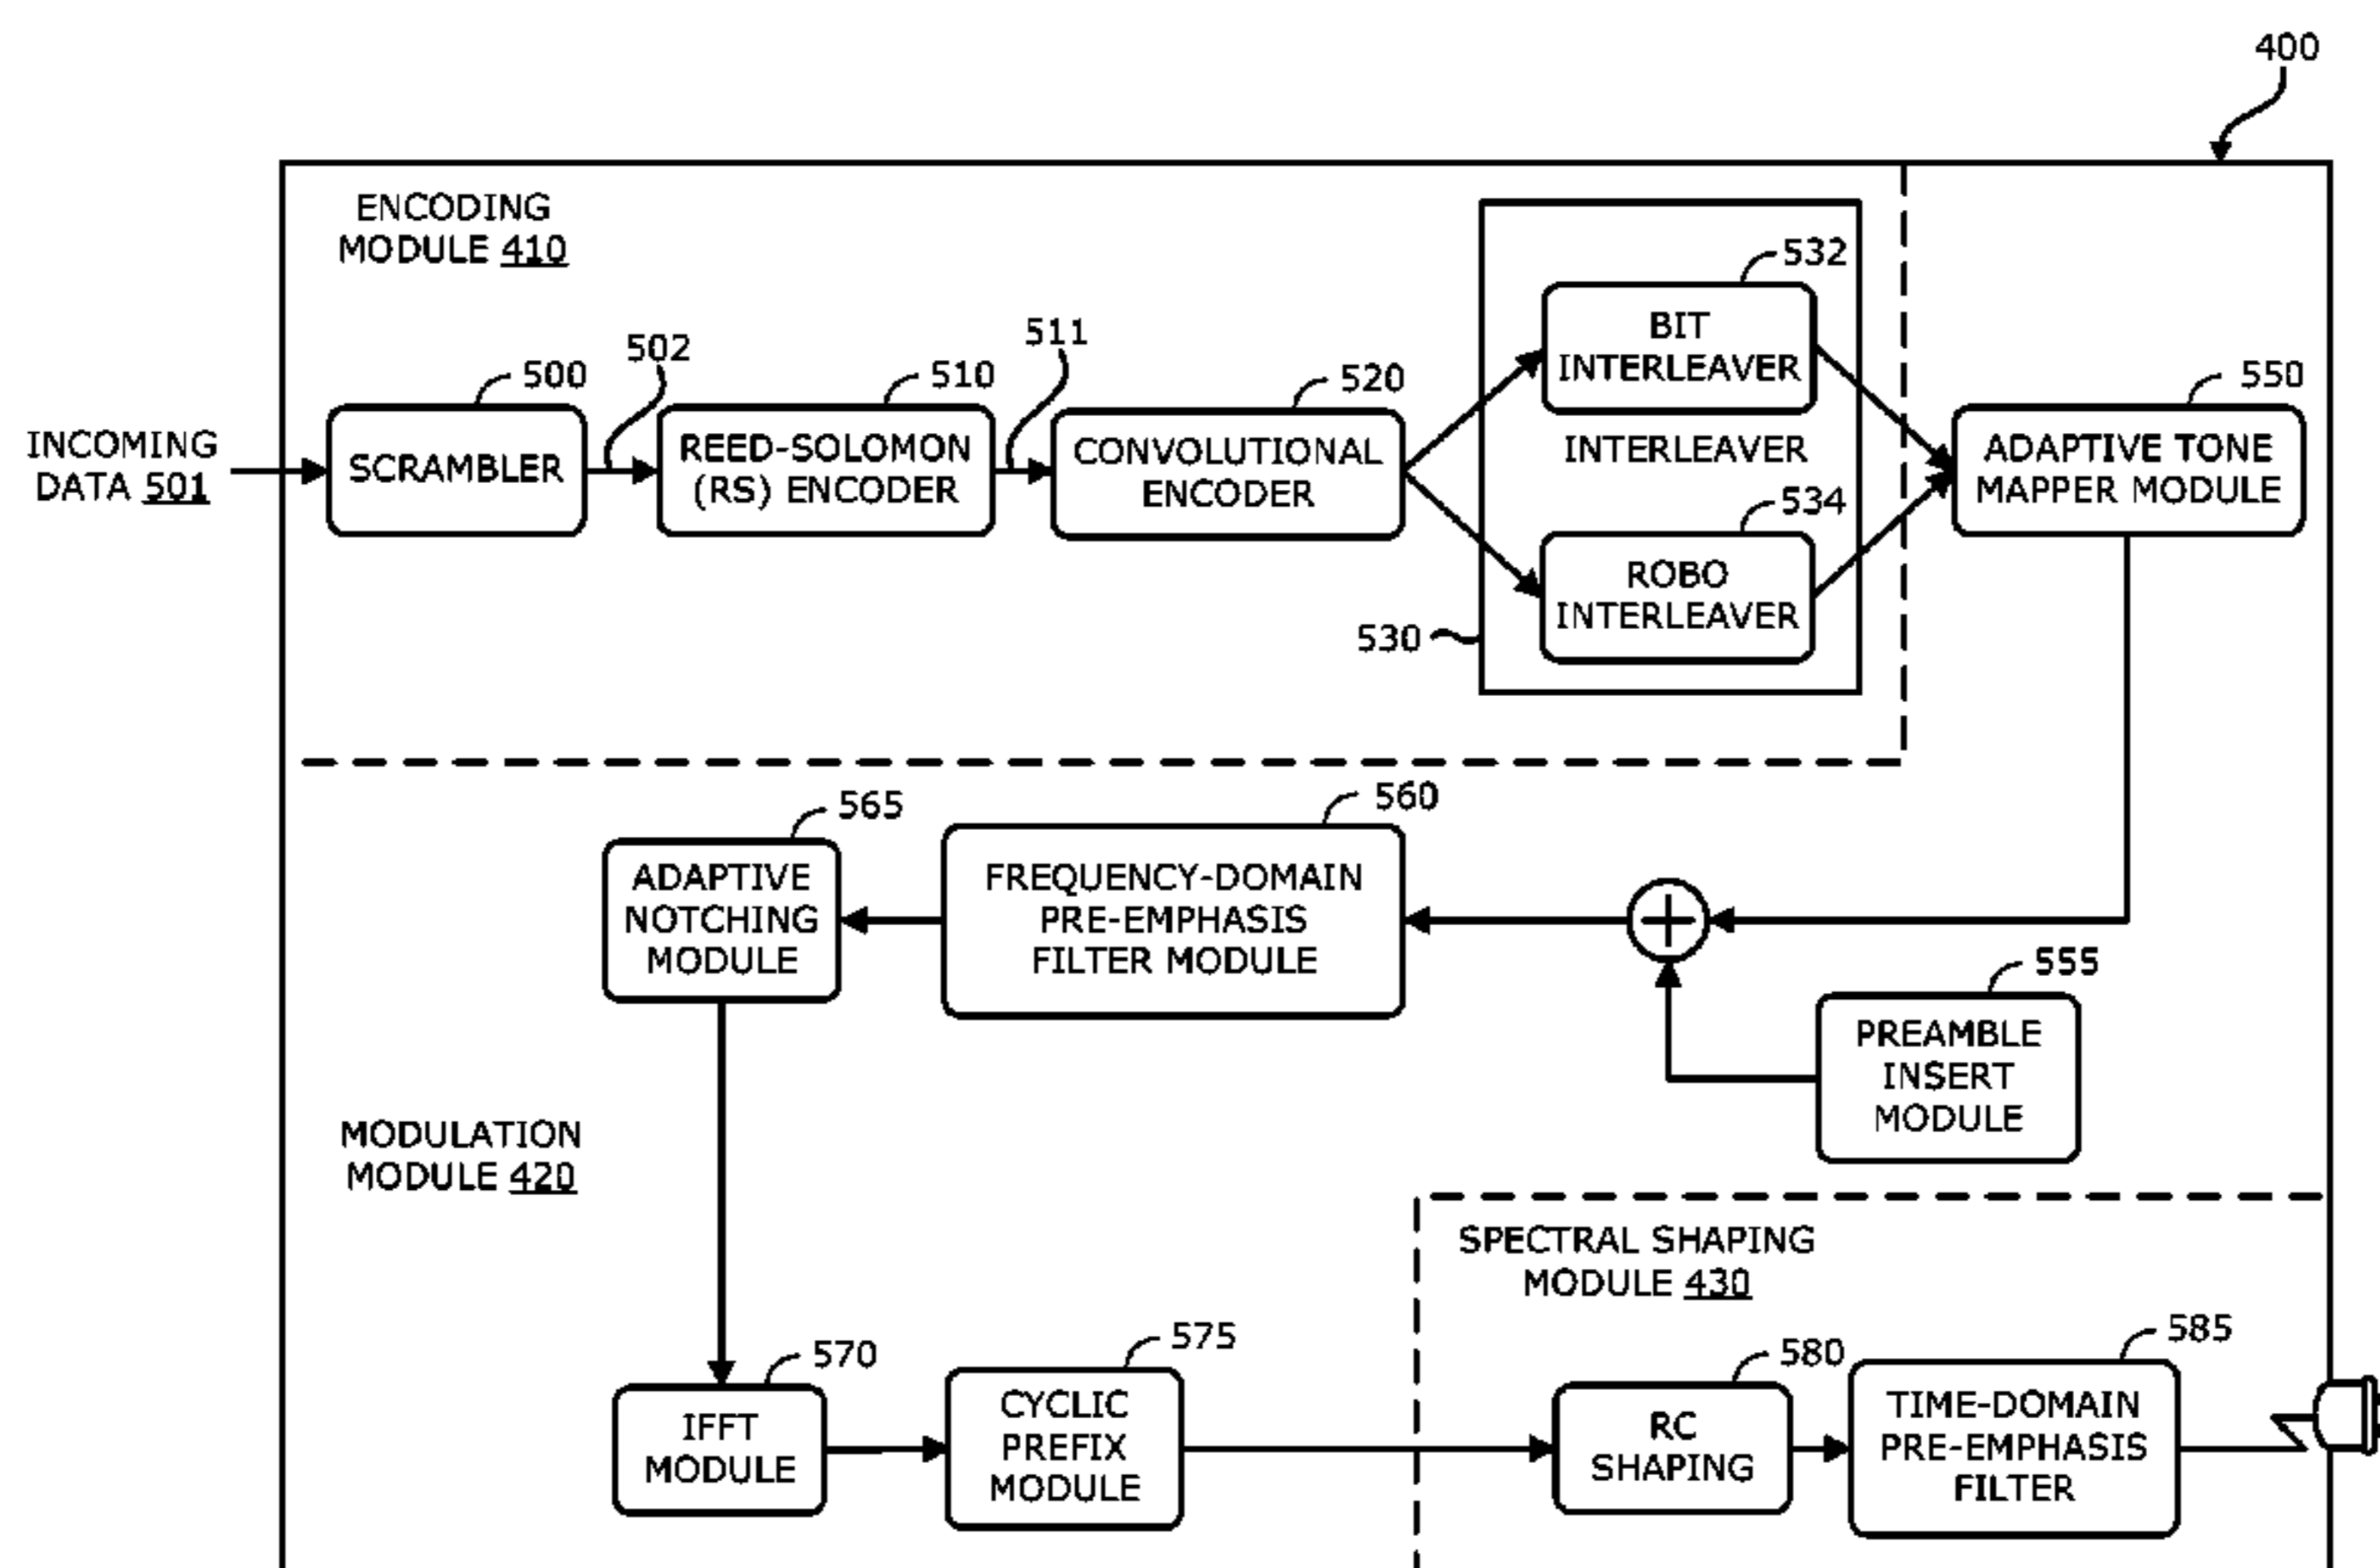 400
ENCODING
MODULE 410
532
BIT
INTERLEAVER
502
511
500
510
520
550
INCOMING
DATA 501
SCRAMBLER
REED-SOLOMON
(RS) ENCODER
CONVOLUTIONAL
ENCODER
INTERLEAVER
ADAPTIVE TONE
MAPPER MODULE
534
ROBO
INTERLEAVER
530
565
560
ADAPTIVE
NOTCHING
MODULE
FREQUENCY-DOMAIN
PRE-EMPHASIS
FILTER MODULE
555
PREAMBLE
INSERT
MODULE
MODULATION
MODULE 420
SPECTRAL SHAPING
MODULE 430
570
575
580
585
IFFT
MODULE
CYCLIC
PREFIX
MODULE
RC
SHAPING
TIME-DOMAIN
PRE-EMPHASIS
FILTER